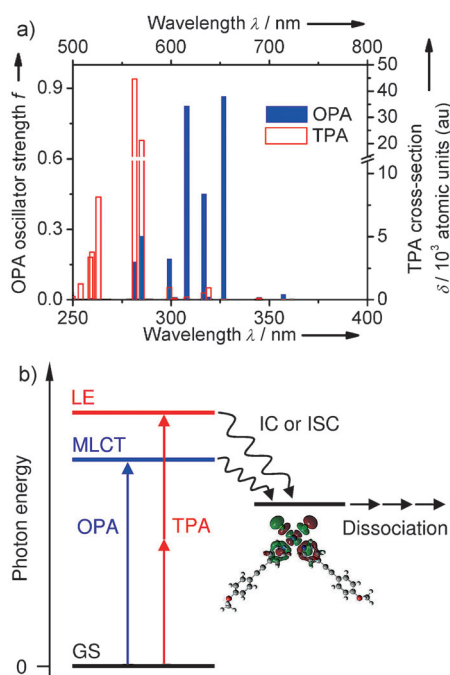 a)
Wavelength λ / nm
500 600 700 800
OPA oscillator strength f
0.9
0.6
0.3
0.0
OPA
TPA
50
40
30
20
10
5
0
TPA cross-section
δ / 10³ atomic units (au)
250 300 350 400
Wavelength λ / nm
b)
Photon energy
0
LE
MLCT
OPA
TPA
GS
IC or ISC
Dissociation